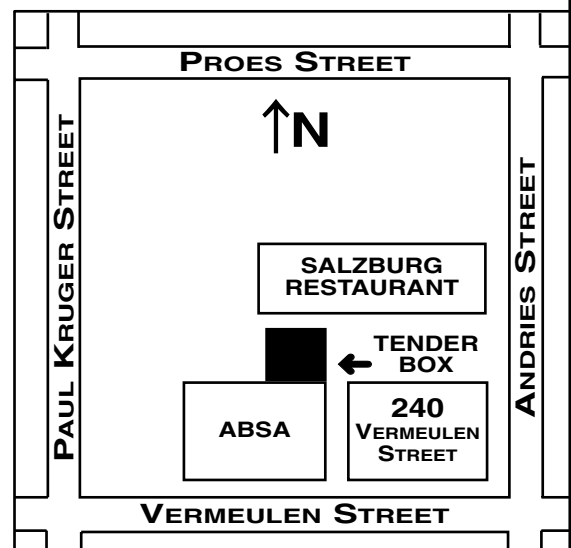 PROES STREET
N
PAUL KRUGER STREET
ANDRIES STREET
SALZBURG
RESTAURANT
TENDER
BOX
ABSA
240
VERMEULEN
STREET
VERMEULEN STREET